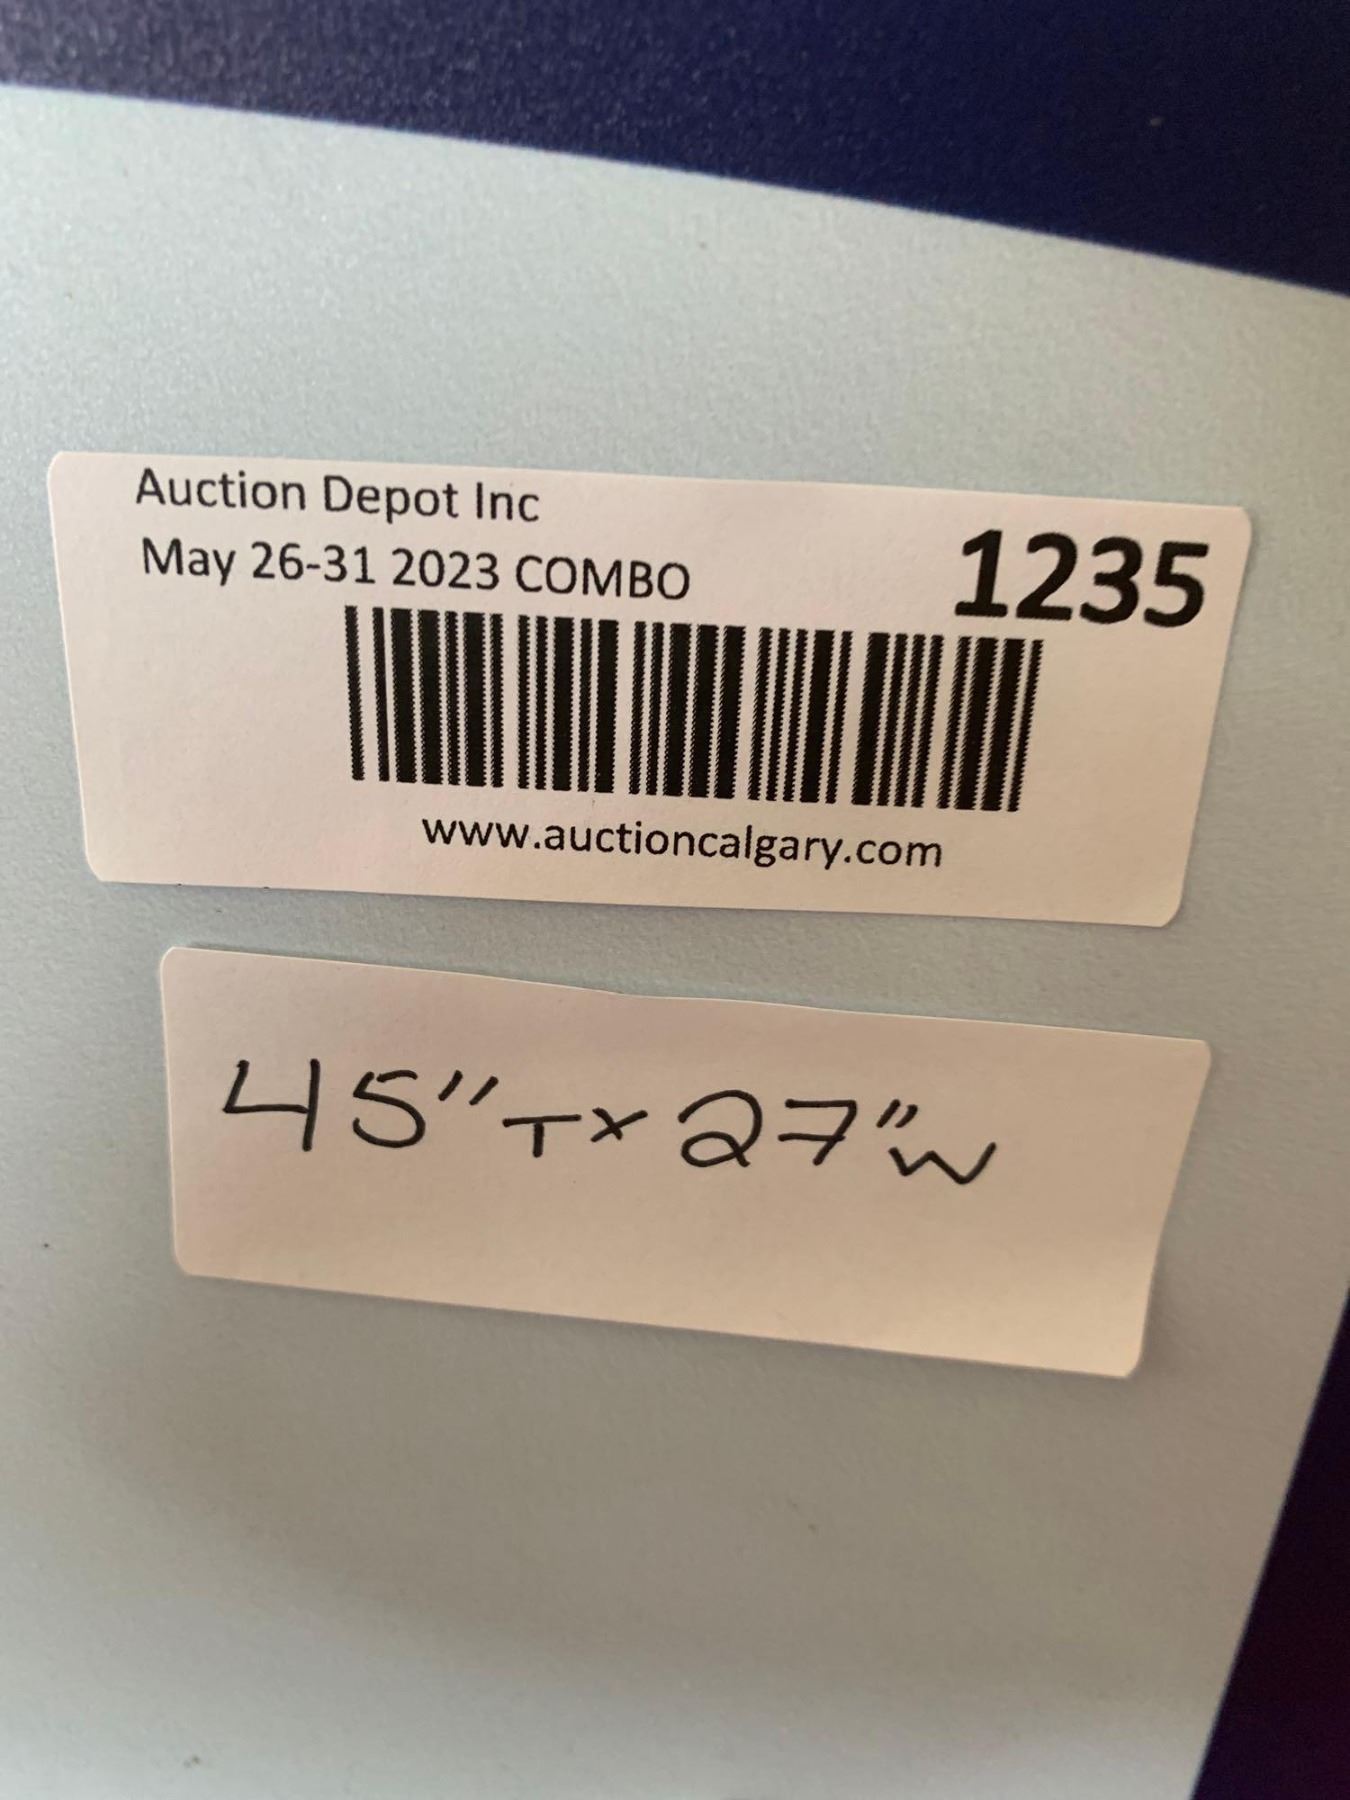 Auction Depot Inc
May 26-31 2023 COMBO
1235
www.auctioncalgary.com
45" T x 27" W